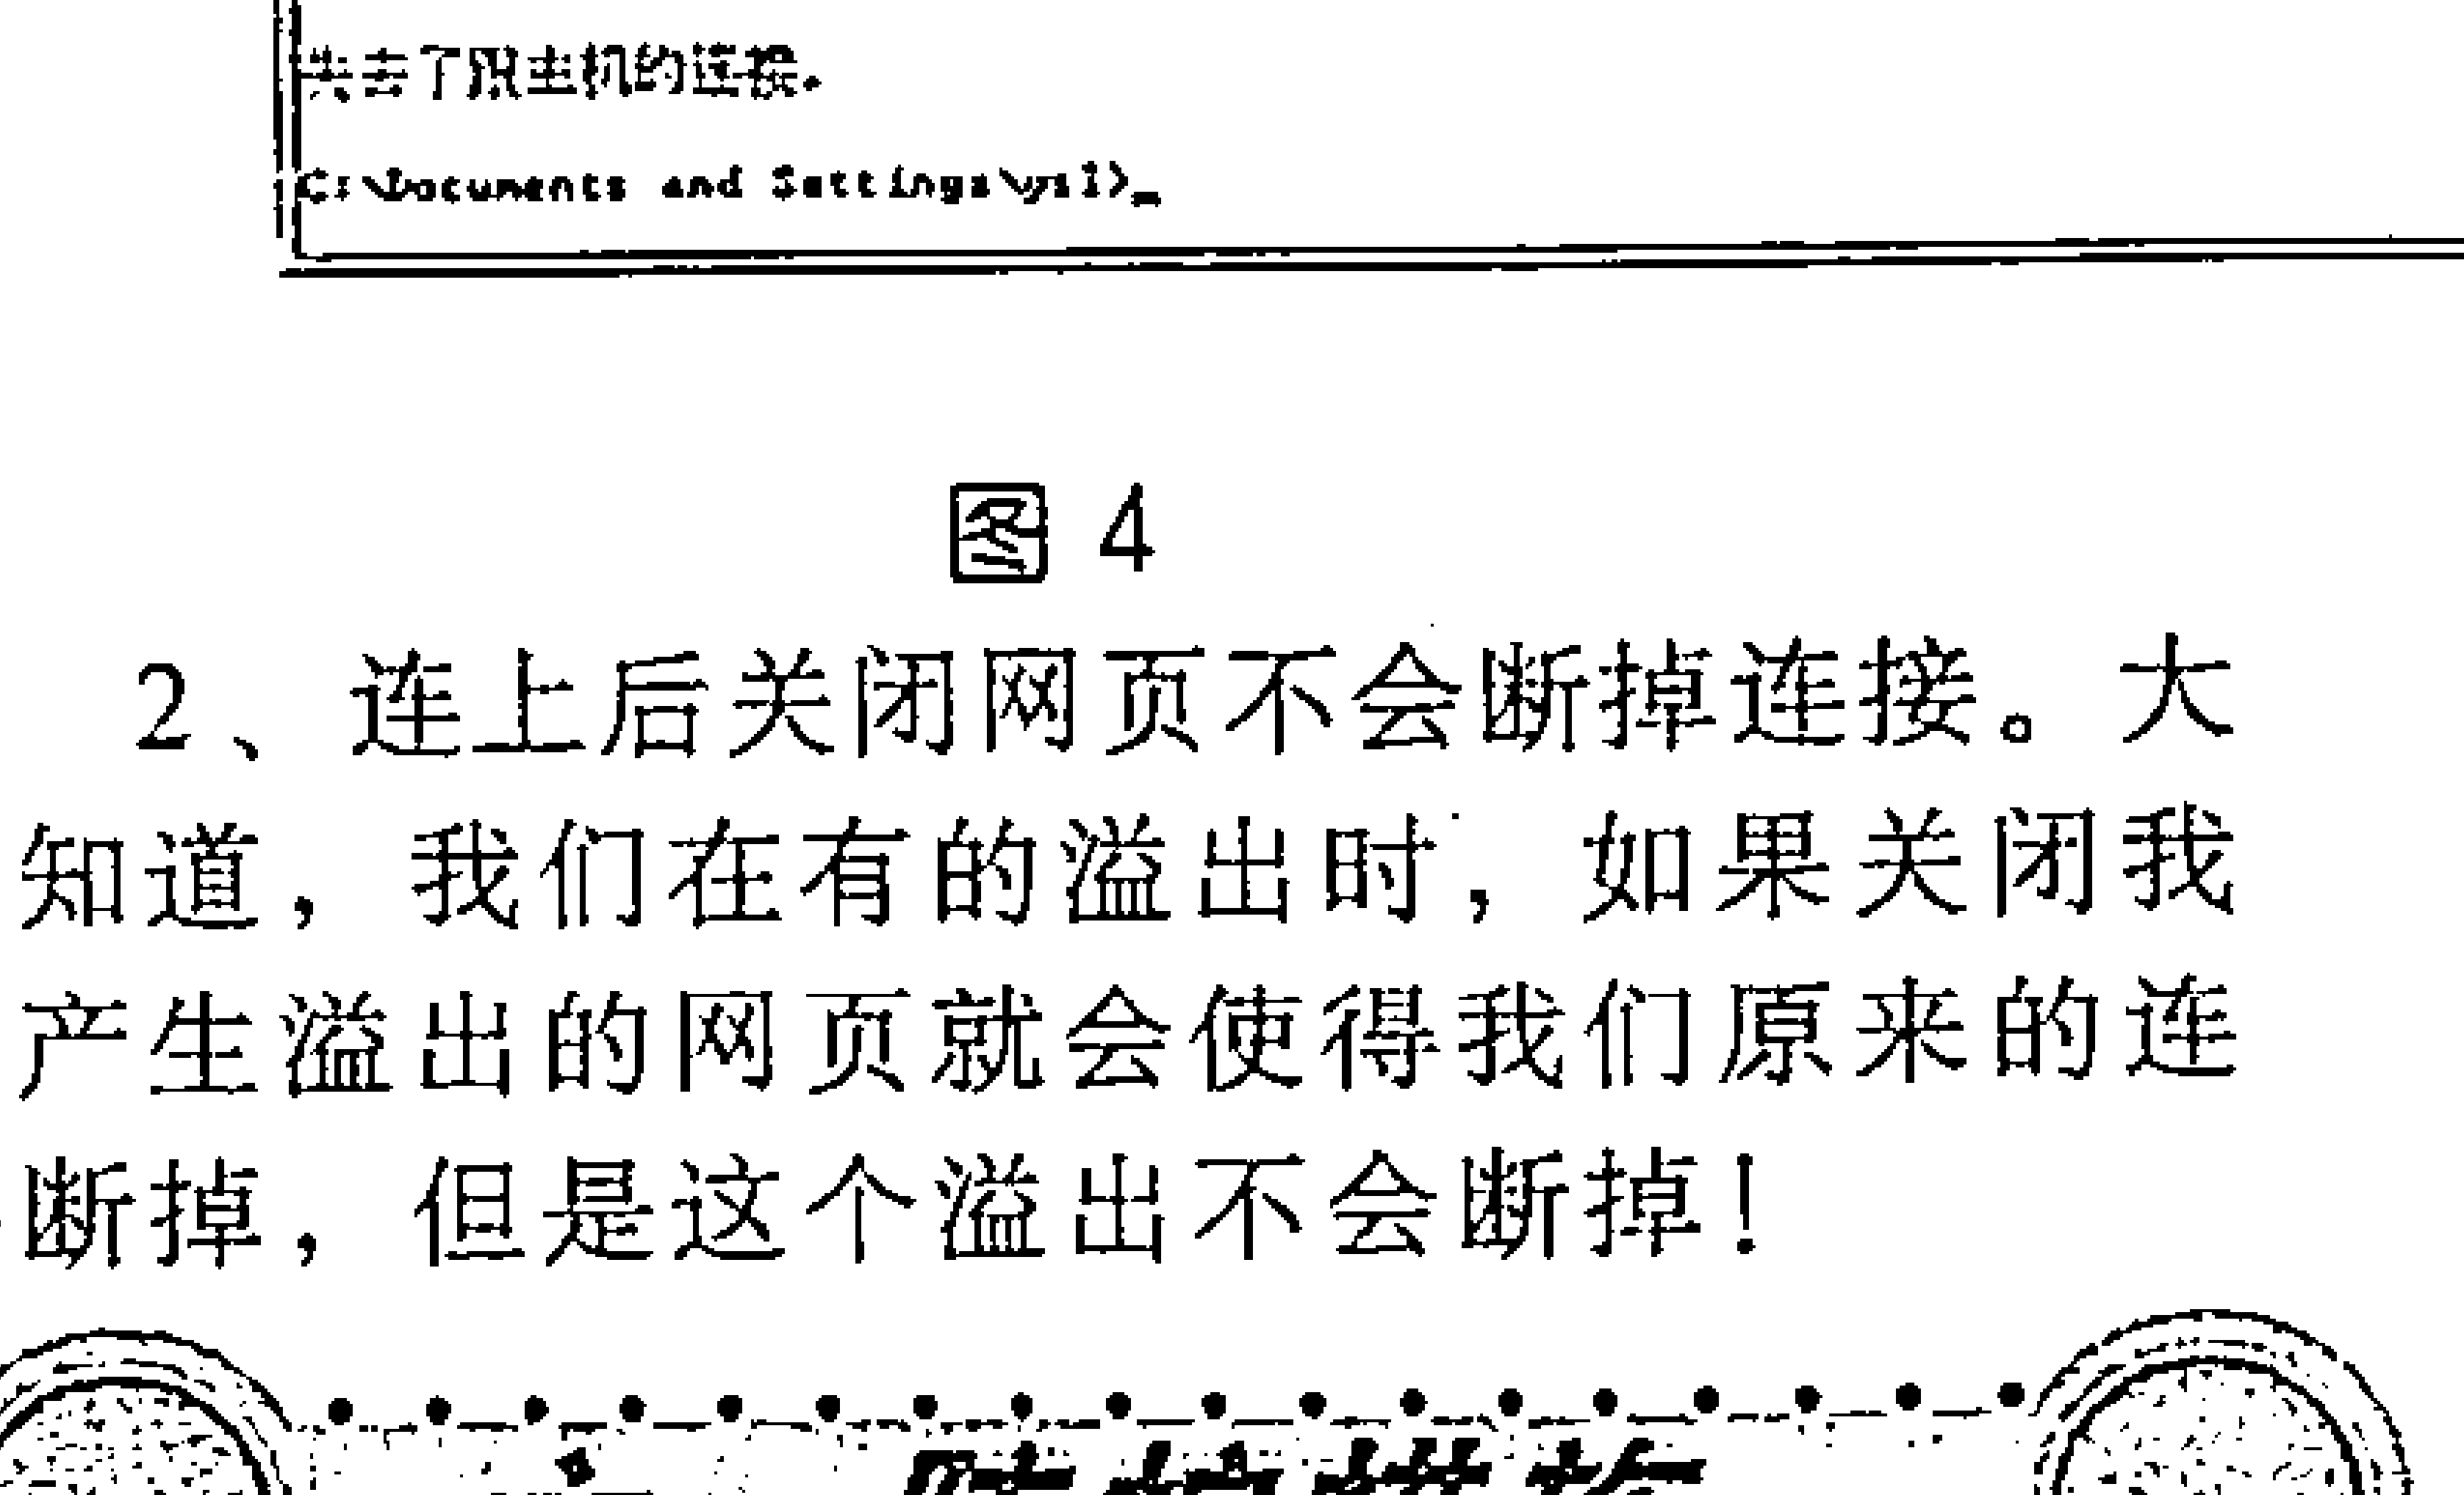 失去了跟主机的连接。
C:\Documents and Settings\ysl>_
图 4
2、连上后关闭网页不会断掉连接。大
知道，我们在有的溢出时，如果关闭我
产生溢出的网页就会使得我们原来的连
断掉，但是这个溢出不会断掉！